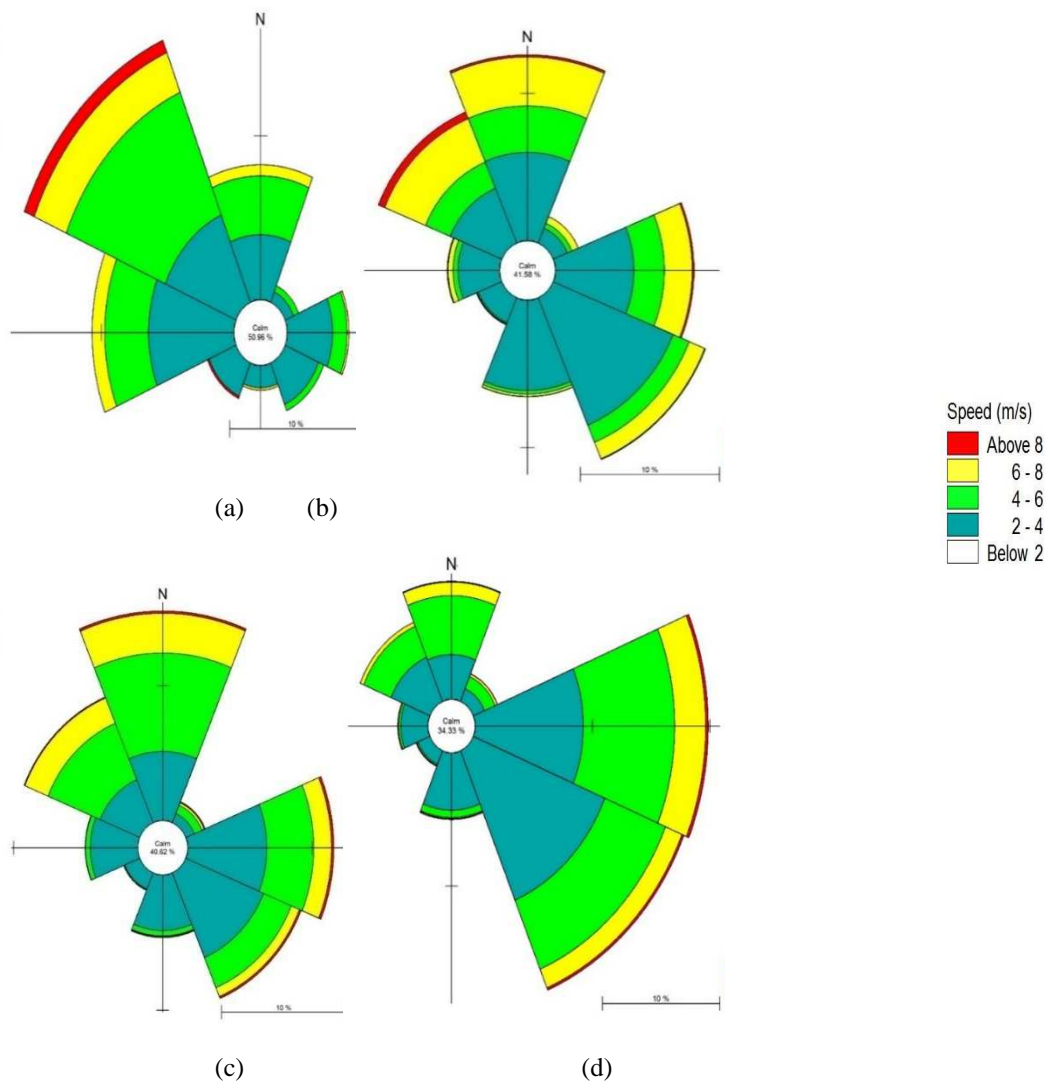 N
Calm
50.96 %
10 %
N
Calm
41.58 %
10 %
(a) (b)
Speed (m/s)
Above 8
6 - 8
4 - 6
2 - 4
Below 2
N
Calm
40.62 %
10 %
N
Calm
34.33 %
10 %
(c) (d)